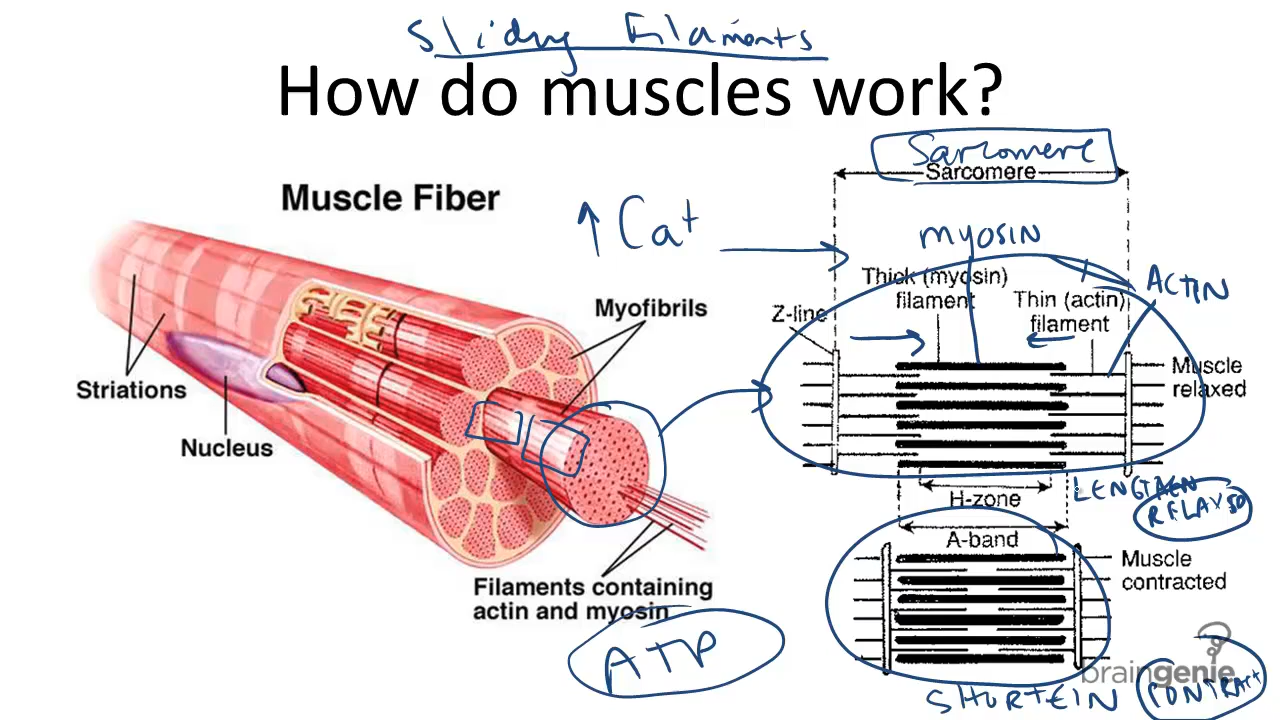 Sliding Filaments
How do muscles work?
Sarcomere
Sarcomere
Muscle Fiber
↑ Ca+
myosin
Thick (myosin)
filament
Thin (actin)
filament
ACTIN
Z-line
Myofibrils
Striations
Nucleus
Muscle
relaxed
H-zone
LENGTHEN
RELAXED
A-band
Filaments containing
actin and myosin
ATP
Muscle
contracted
braingenie
SHORTEIN
CONTRACT